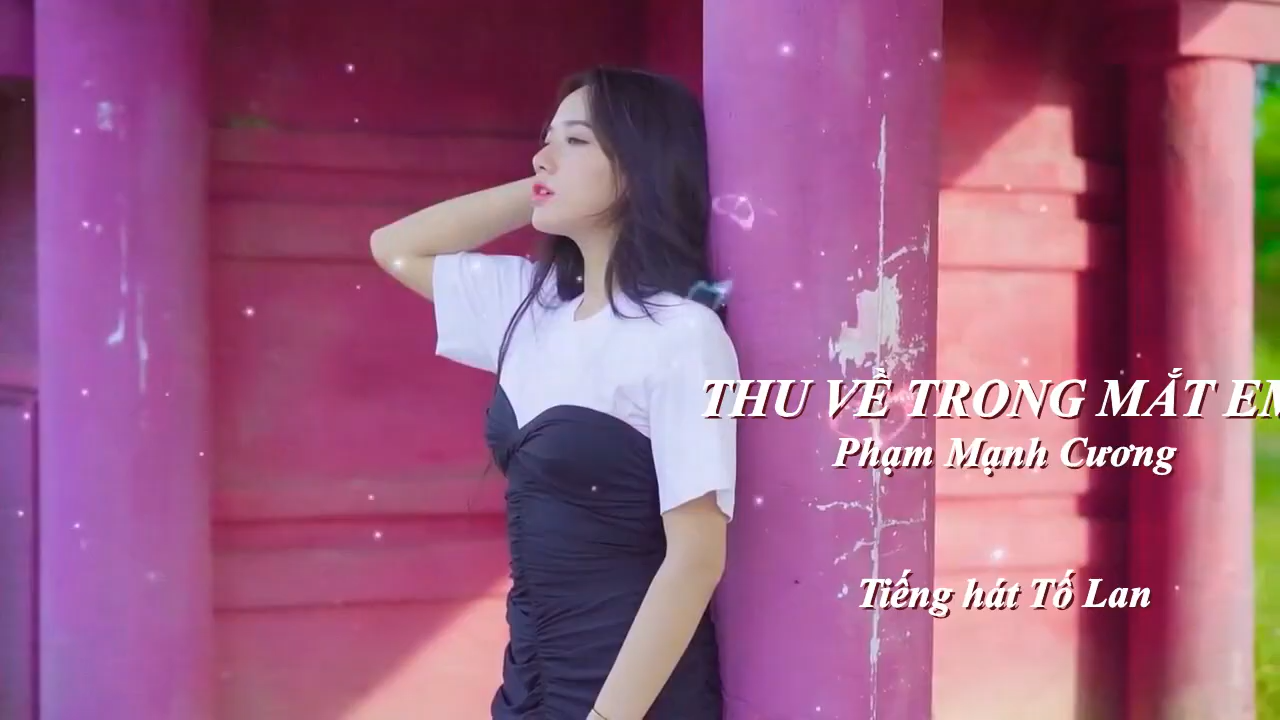 THU VỀ TRONG MẮT EM
Phạm Mạnh Cương
Tiếng hát Tố Lan